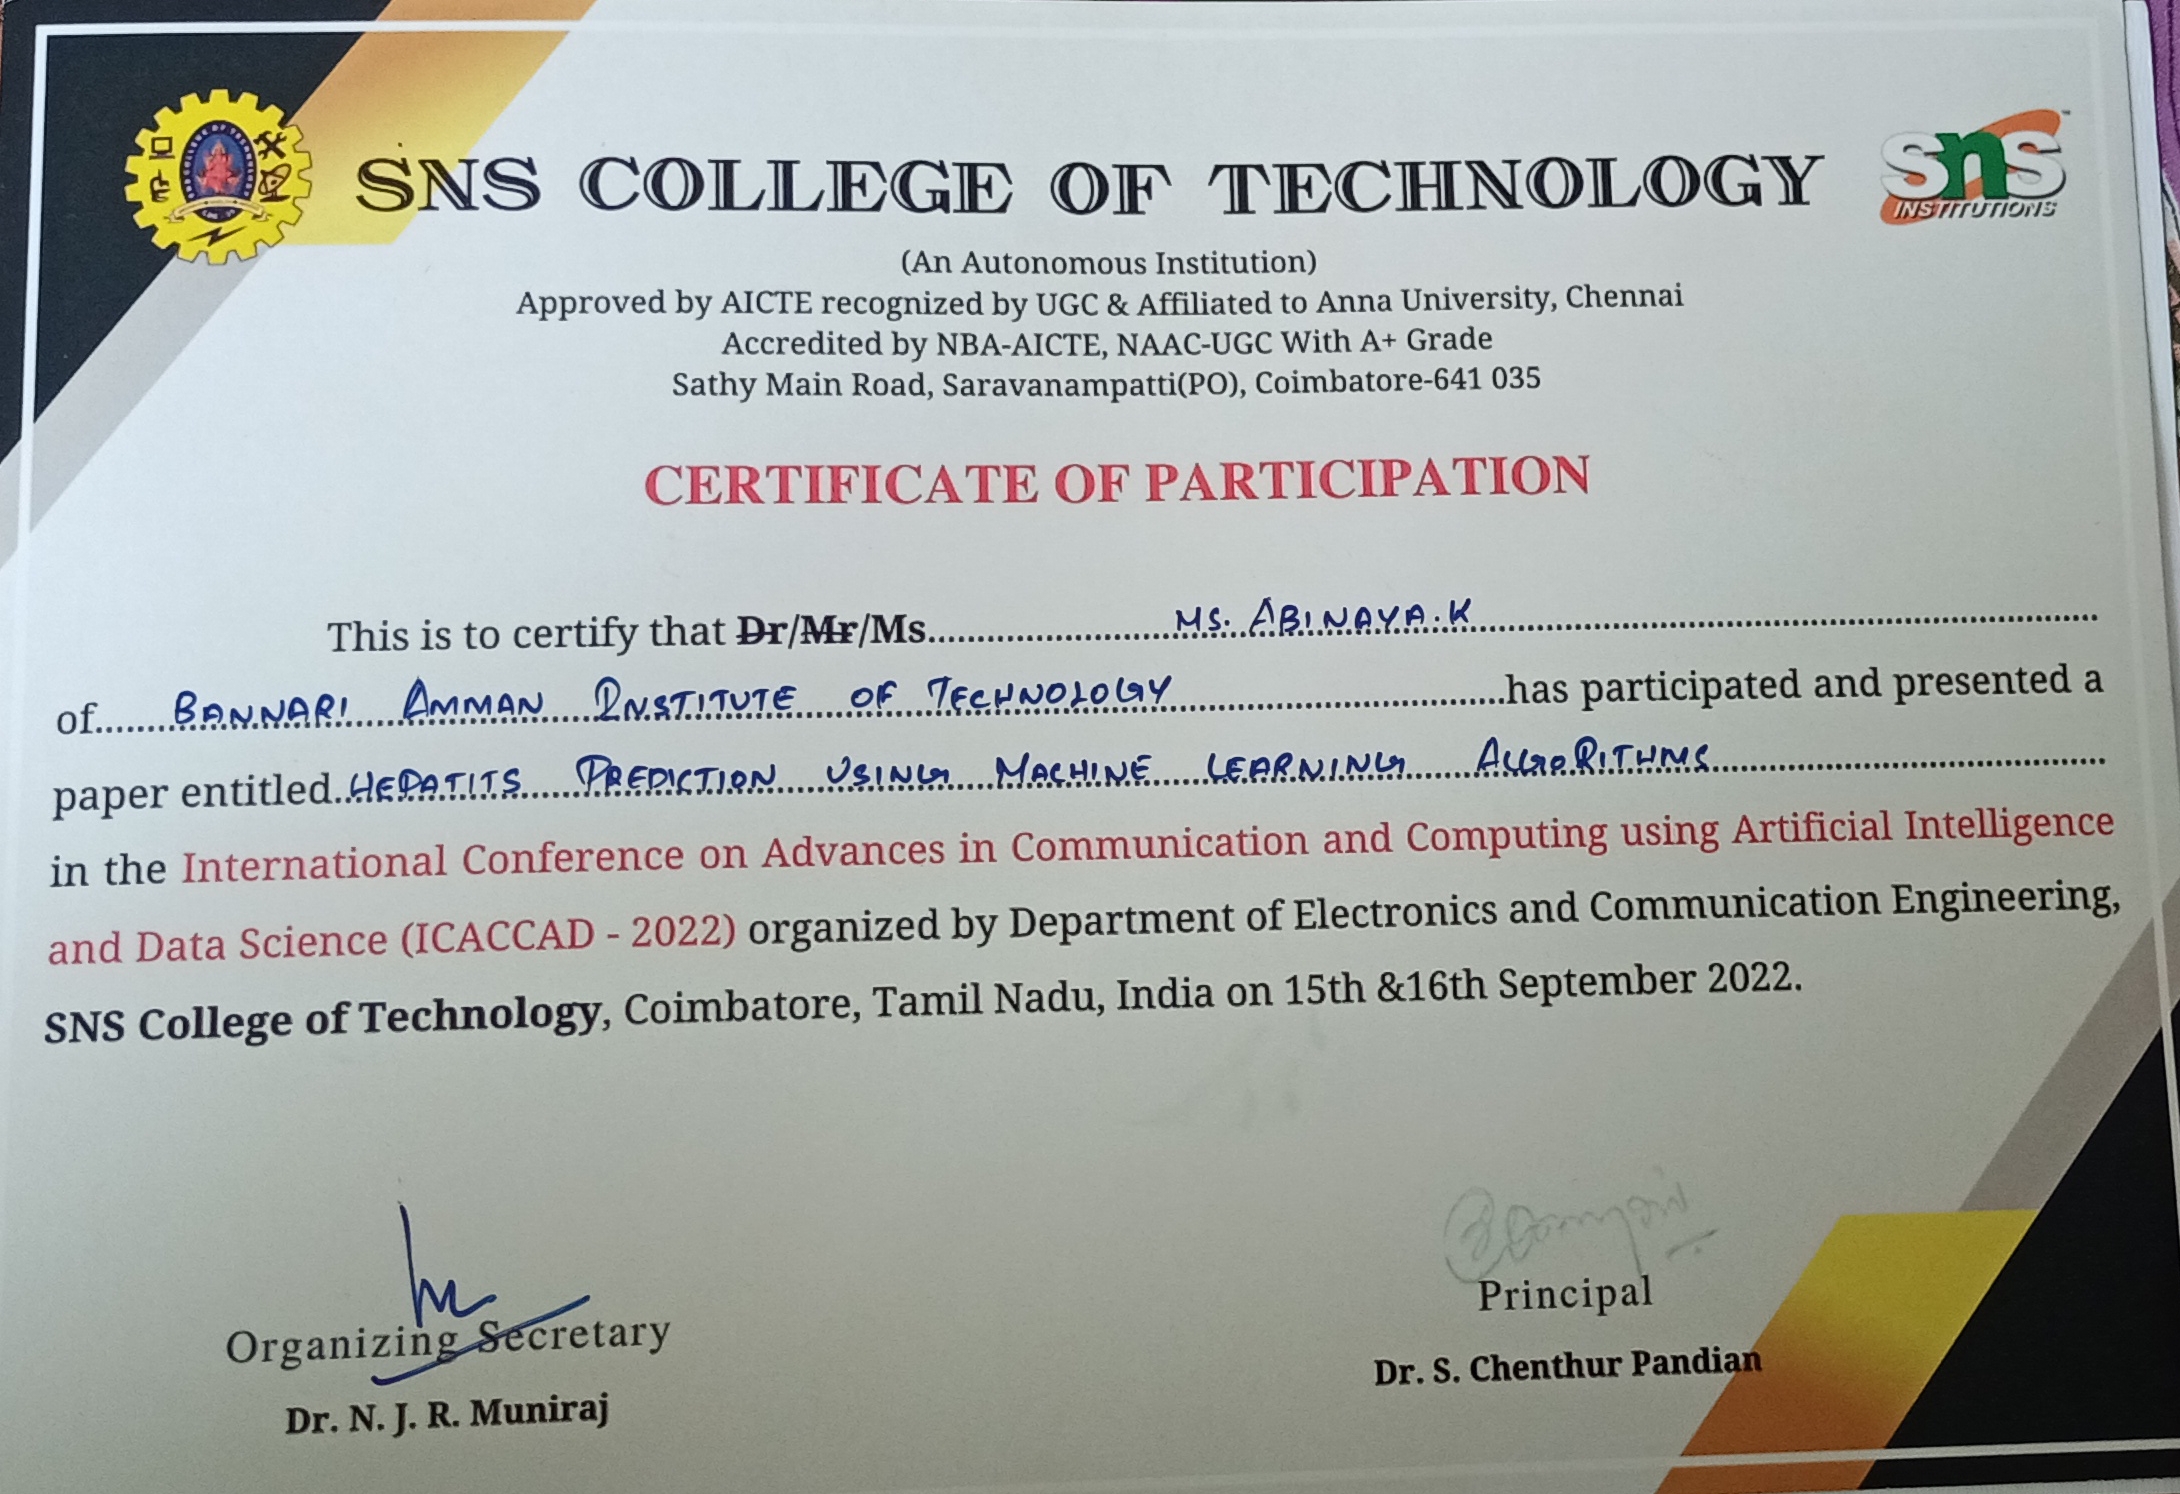 SNS COLLEGE OF TECHNOLOGY
sns
INSTITUTIONS
(An Autonomous Institution)
Approved by AICTE recognized by UGC & Affiliated to Anna University, Chennai
Accredited by NBA-AICTE, NAAC-UGC With A+ Grade
Sathy Main Road, Saravanampatti(PO), Coimbatore-641 035
CERTIFICATE OF PARTICIPATION
This is to certify that Dr/Mr/Ms. MS. ABINAYA.K
of BANNARI AMMAN INSTITUTE OF TECHNOLOGY has participated and presented a
paper entitled HEPATITS PREDICTION USING MACHINE LEARNING ALGORITHMS
in the International Conference on Advances in Communication and Computing using Artificial Intelligence
and Data Science (ICACCAD - 2022) organized by Department of Electronics and Communication Engineering,
SNS College of Technology, Coimbatore, Tamil Nadu, India on 15th &16th September 2022.
Organizing Secretary
Dr. N. J. R. Muniraj
Principal
Dr. S. Chenthur Pandian